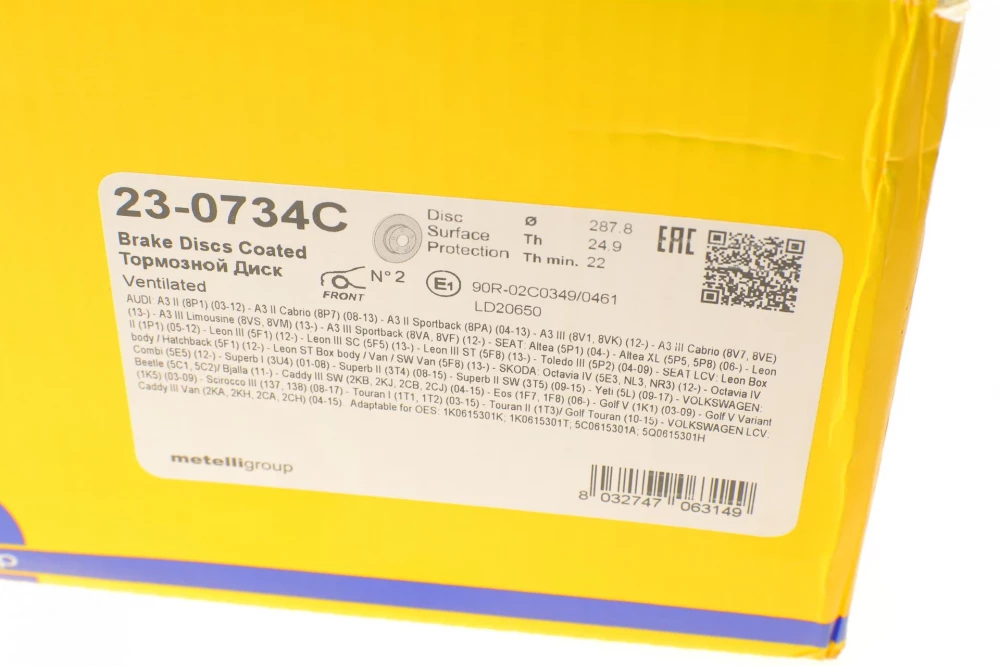 23-0734C
Brake Discs Coated
Тормозной Диск
Ventilated
FRONT
N° 2
Disc
Surface
Protection
Ø 287.8
Th 24.9
Th min. 22
EAC
E1
90R-02C0349/0461
LD20650
AUDI A3 II (8P1) (03-12) - A3 II Cabrio (8P7) (08-13) - A3 II Sportback (8PA) (04-13) - A3 III (8V1, 8VK) (12-) - A3 III Cabrio (8V7, 8VE)
(13-) - A3 III Limousine (8VS, 8VM) (13-) - A3 III Sportback (8VA, 8VF) (12-) - SEAT: Altea (5P1) (04-) - Altea XL (5P5, 5P8) (06-) - Leon
II (1P1) (05-12) - Leon III (5F1) (12-) - Leon III SC (5F5) (13-) - Leon III ST (5F8) (13-) - Toledo III (5P2) (04-09) - SEAT LCV: Leon Box
body / Hatchback (5F1) (12-) - Leon ST Box body / Van / SW Van (5F8) (13-) - SKODA: Octavia IV (5E3, NL3, NR3) (12-) - Octavia IV
Combi (5E5) (12-) - Superb I (3U4) (01-08) - Superb II (3T4) (08-15) - Superb II SW (3T5) (09-15) - Yeti (5L) (09-17) - VOLKSWAGEN:
Beetle (5C1, 5C2)/ Bjalla (11-) - Caddy III SW (2KB, 2KJ, 2CB, 2CJ) (04-15) - Eos (1F7, 1F8) (06-) - Golf V (1K1) (03-09) - Golf V Variant
(1K5) (03-09) - Scirocco III (137, 138) (08-17) - Touran I (1T1, 1T2) (03-15) - Touran II (1T3)/ Golf Touran (10-15) - VOLKSWAGEN LCV:
Caddy III Van (2KA, 2KH, 2CA, 2CH) (04-15). Adaptable for OES: 1K0615301K; 1K0615301T; 5C0615301A; 5Q0615301H
metelligroup
8 032747 063149